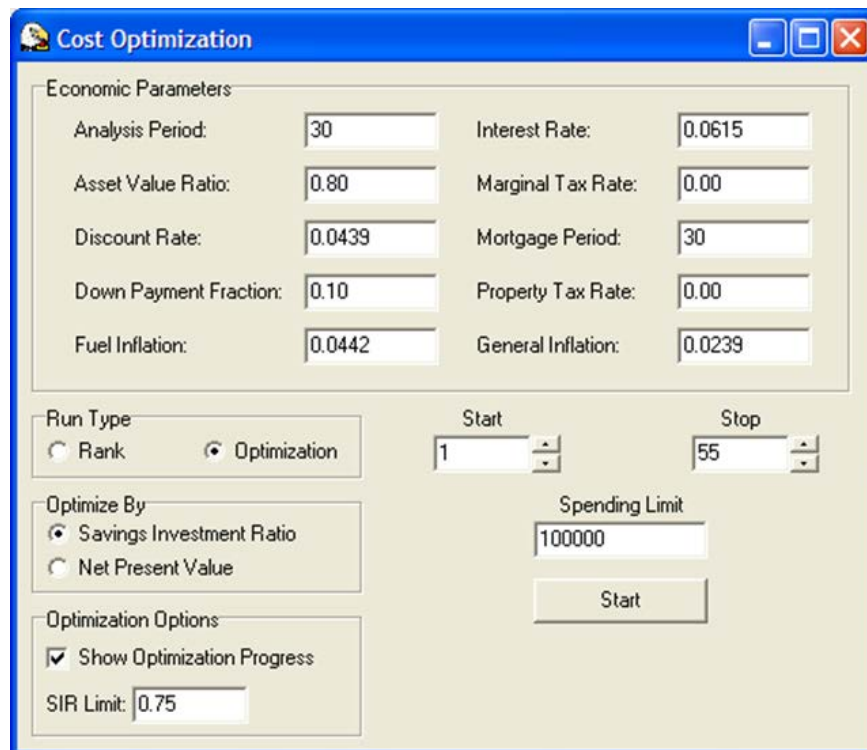 Cost Optimization
Economic Parameters
Analysis Period: 30 Interest Rate: 0.0615
Asset Value Ratio: 0.80 Marginal Tax Rate: 0.00
Discount Rate: 0.0439 Mortgage Period: 30
Down Payment Fraction: 0.10 Property Tax Rate: 0.00
Fuel Inflation: 0.0442 General Inflation: 0.0239
Run Type
Rank Optimization
Start Stop
1 55
Optimize By
Savings Investment Ratio
Net Present Value
Spending Limit
100000
Start
Optimization Options
Show Optimization Progress
SIR Limit: 0.75